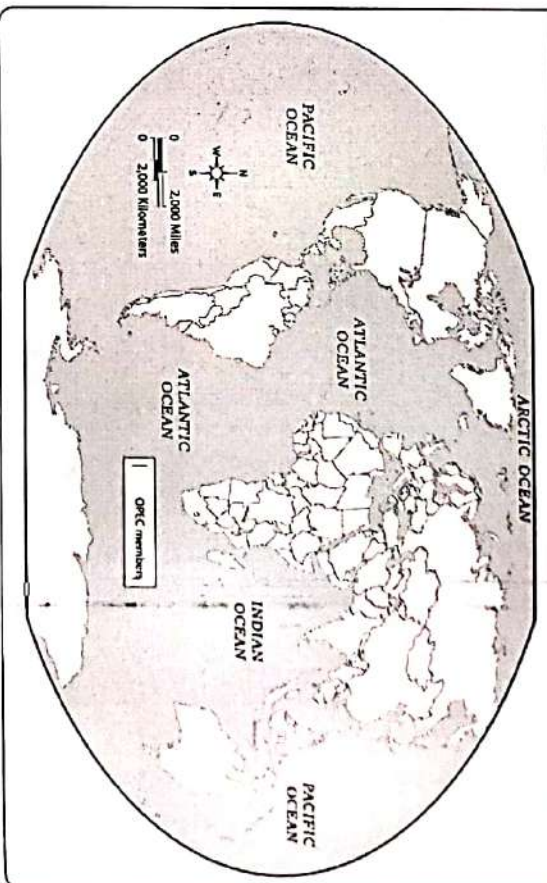 ARCTIC OCEAN
PACIFIC
OCEAN
ATLANTIC
OCEAN
PACIFIC
OCEAN
INDIAN
OCEAN
ATLANTIC
OCEAN
N
W
E
S
0
2,000 Miles
0
2,000 Kilometers
OPEC members